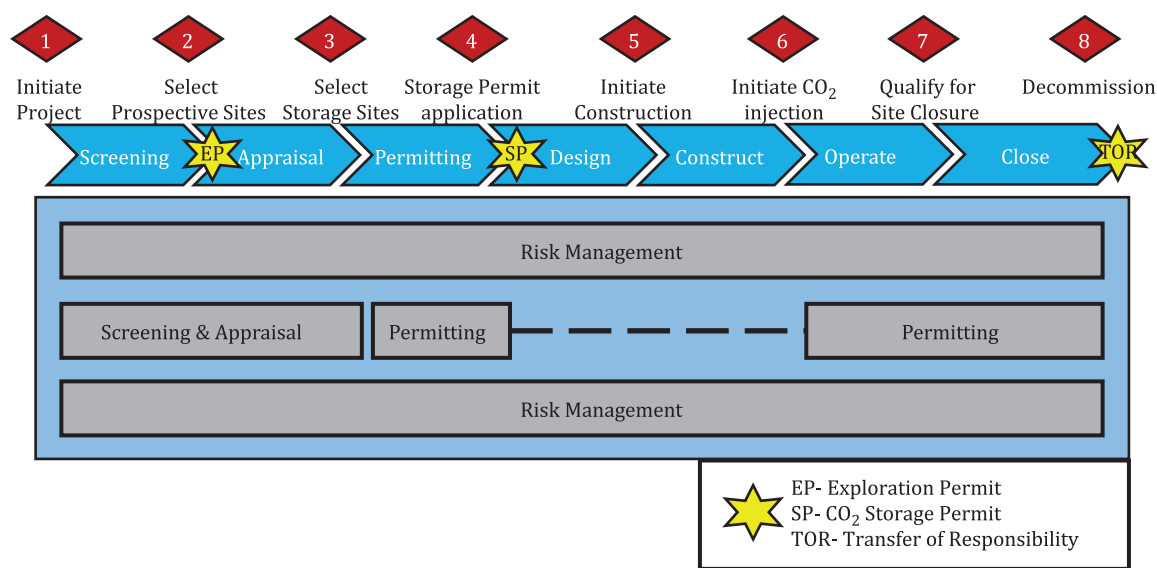 1 2 3 4 5 6 7 8
Initiate Project
Select Prospective Sites
Select Storage Sites
Storage Permit application
Initiate Construction
Initiate CO₂ injection
Qualify for Site Closure
Decommission
Screening EP Appraisal Permitting SP Design Construct Operate Close TOR
Risk Management
Screening & Appraisal Permitting Permitting
Risk Management
EP- Exploration Permit
SP- CO₂ Storage Permit
TOR- Transfer of Responsibility